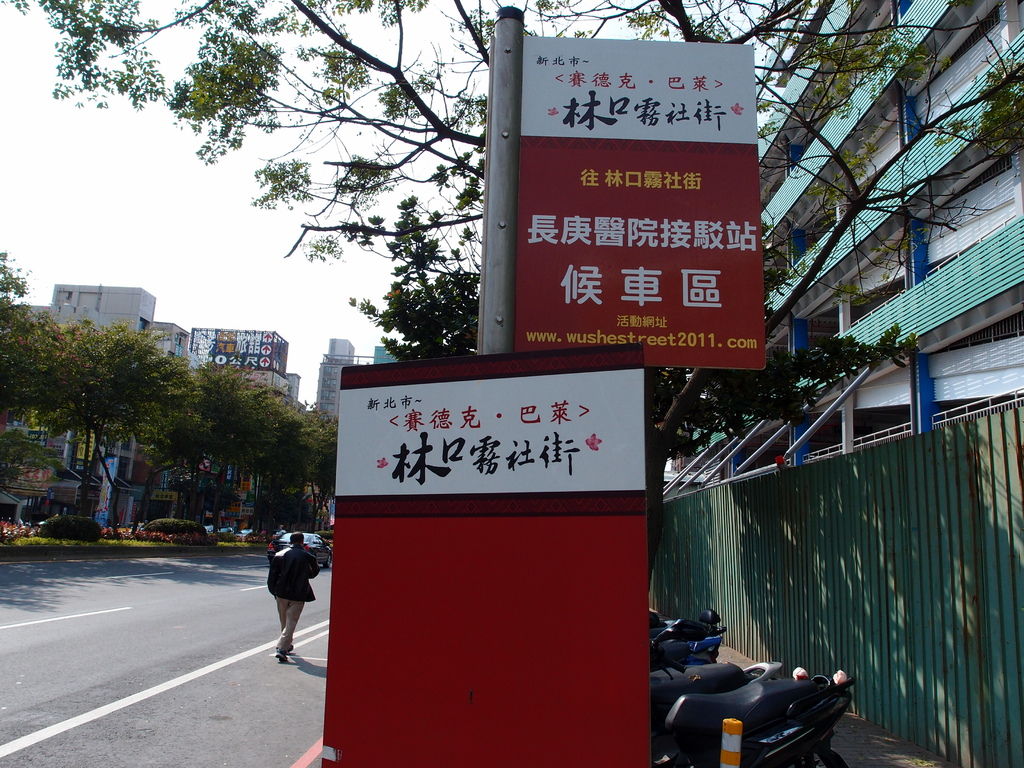 新北市~
<賽德克·巴萊>
林口霧社街
往 林口霧社街
長庚醫院接駁站
候車區
活動網址
www.wushestreet2011.com
新北市~
<賽德克·巴萊>
林口霧社街